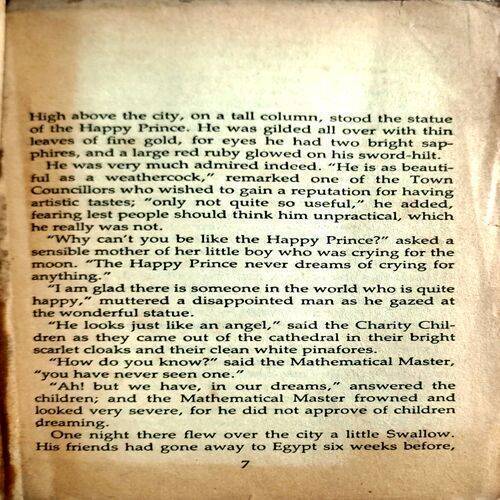 High above the city, on a tall column, stood the statue
of the Happy Prince. He was gilded all over with thin
leaves of fine gold, for eyes he had two bright sap-
phires, and a large red ruby glowed on his sword-hilt.
He was very much admired indeed. "He is as beauti-
ful as a weathercock," remarked one of the Town
Councillors who wished to gain a reputation for having
artistic tastes; "only not quite so useful," he added,
fearing lest people should think him unpractical, which
he really was not.
"Why can't you be like the Happy Prince?" asked a
sensible mother of her little boy who was crying for the
moon. "The Happy Prince never dreams of crying for
anything."
"I am glad there is someone in the world who is quite
happy," muttered a disappointed man as he gazed at
the wonderful statue.
"He looks just like an angel," said the Charity Chil-
dren as they came out of the cathedral in their bright
scarlet cloaks and their clean white pinafores.
"How do you know?" said the Mathematical Master,
"you have never seen one."
"Ah! but we have, in our dreams," answered the
children; and the Mathematical Master frowned and
looked very severe, for he did not approve of children
dreaming.
One night there flew over the city a little Swallow.
His friends had gone away to Egypt six weeks before,
7